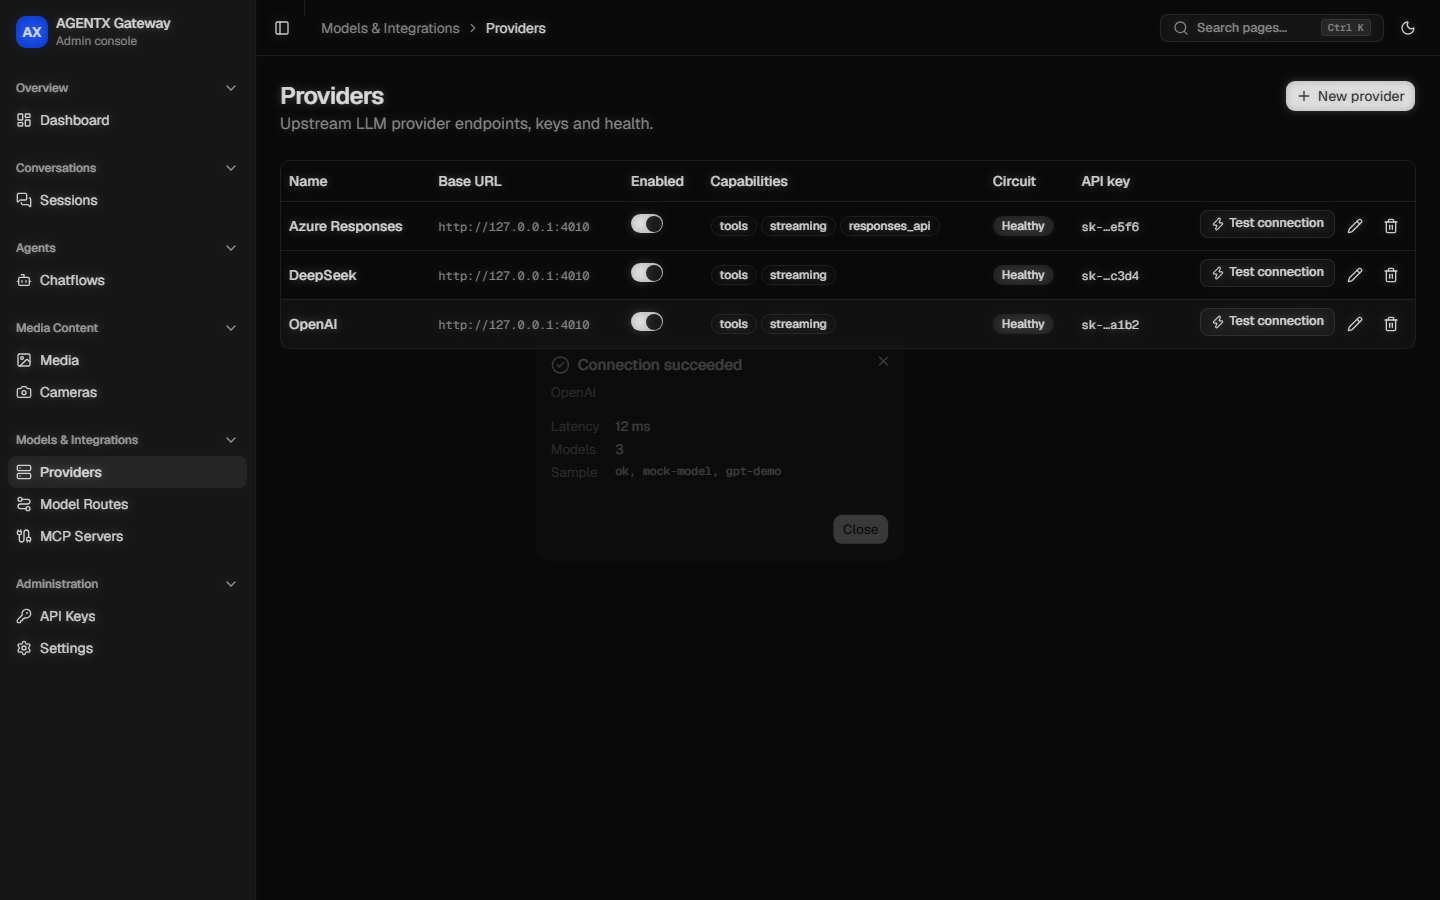 AX
AGENTX Gateway
Admin console
Overview
Dashboard
Conversations
Sessions
Agents
Chatflows
Media Content
Media
Cameras
Models & Integrations
Providers
Model Routes
MCP Servers
Administration
API Keys
Settings
Models & Integrations > Providers
Search pages... Ctrl K
Providers
Upstream LLM provider endpoints, keys and health.
New provider
Name Base URL Enabled Capabilities Circuit API key
Azure Responses http://127.0.0.1:4010 tools streaming responses_api Healthy sk-…e5f6 Test connection
DeepSeek http://127.0.0.1:4010 tools streaming Healthy sk-…c3d4 Test connection
OpenAI http://127.0.0.1:4010 tools streaming Healthy sk-…a1b2 Test connection
Connection succeeded
OpenAI
Latency 12 ms
Models 3
Sample ok, mock-model, gpt-demo
Close